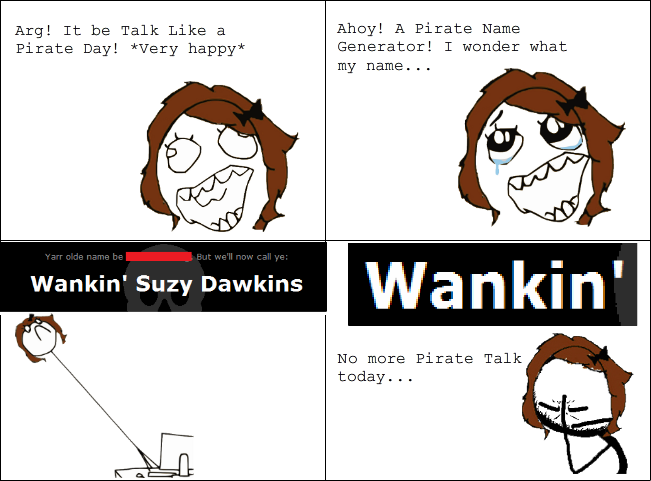 Arg! It be Talk Like a
Pirate Day! *Very happy*
Ahoy! A Pirate Name
Generator! I wonder what
my name...
Yarr olde name be . But we'll now call ye:
Wankin' Suzy Dawkins
Wankin'
No more Pirate Talk
today...